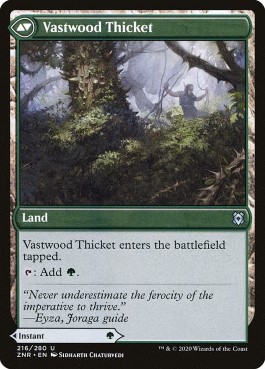 Vastwood Thicket
Land
Vastwood Thicket enters the battlefield
tapped.
: Add .
“Never underestimate the ferocity of the
imperative to thrive.”
—Eyza, Joraga guide
Instant
216/280 U
ZNR • EN Sidharth Chaturvedi
™ & © 2020 Wizards of the Coast